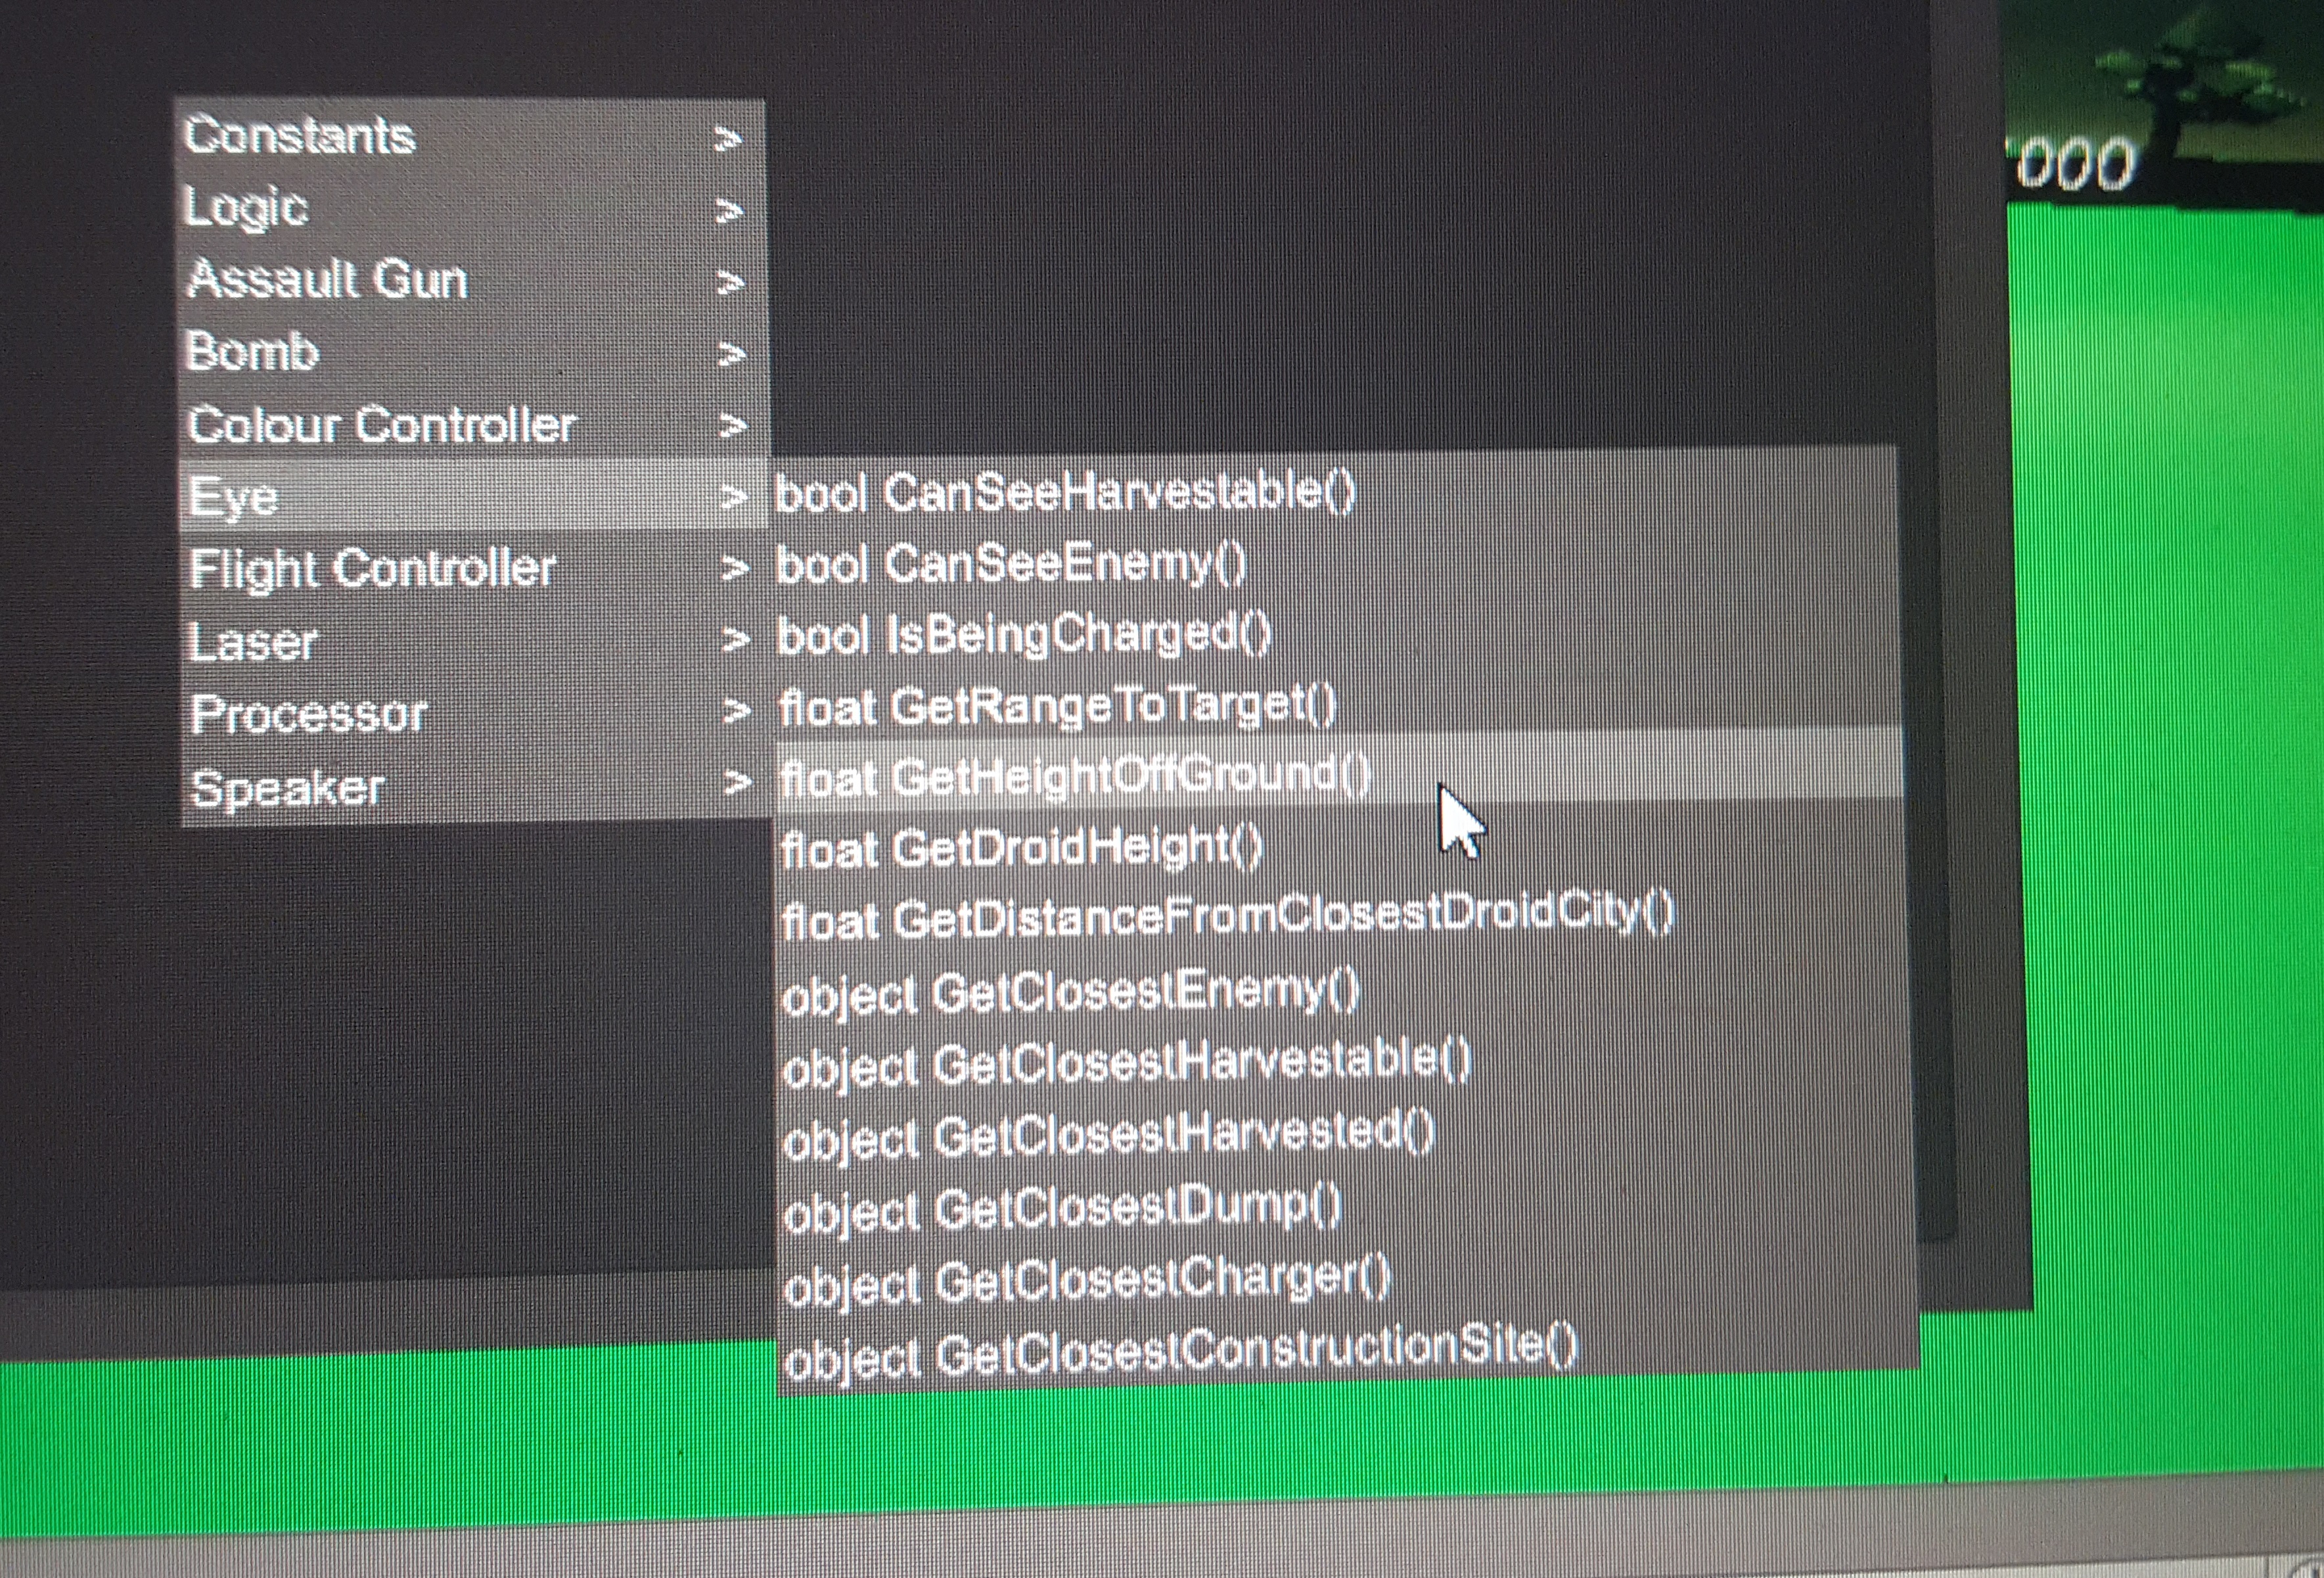 Constants >
Logic >
Assault Gun >
Bomb >
Colour Controller >
Eye >
Flight Controller >
Laser >
Processor >
Speaker >
bool CanSeeHarvestable()
bool CanSeeEnemy()
bool IsBeingCharged()
float GetRangeToTarget()
float GetHeightOffGround()
float GetDroidHeight()
float GetDistanceFromClosestDroidCity()
object GetClosestEnemy()
object GetClosestHarvestable()
object GetClosestHarvested()
object GetClosestDump()
object GetClosestCharger()
object GetClosestConstructionSite()
000